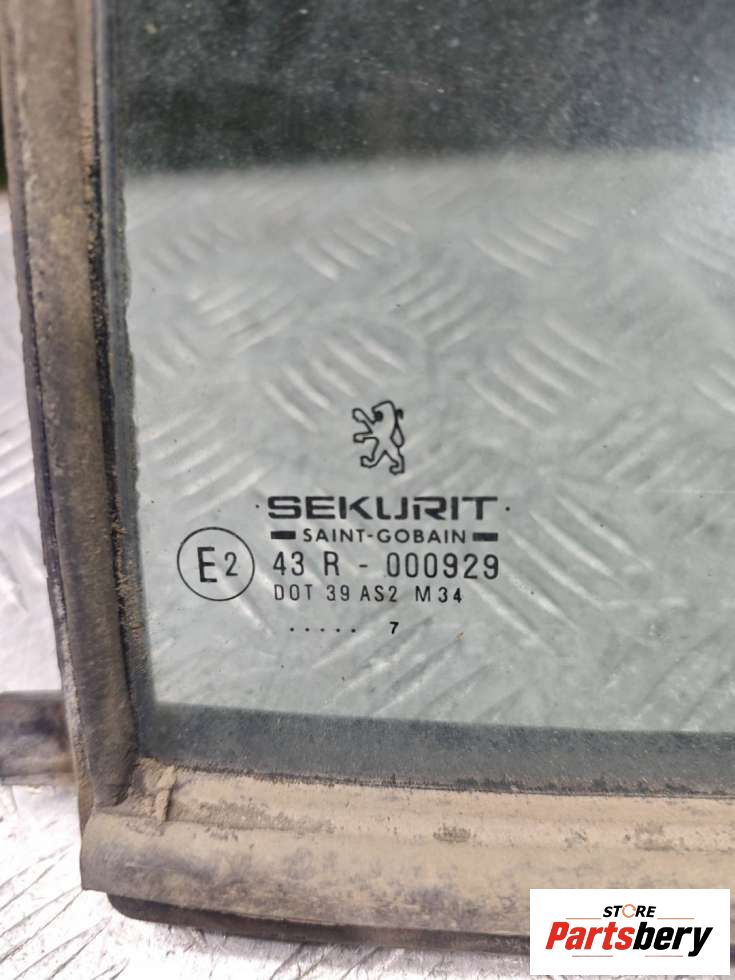 SEKURIT
SAINT-GOBAIN
E2 43 R - 000929
DOT 39 AS2 M34
..... 7
STORE
Partsbery